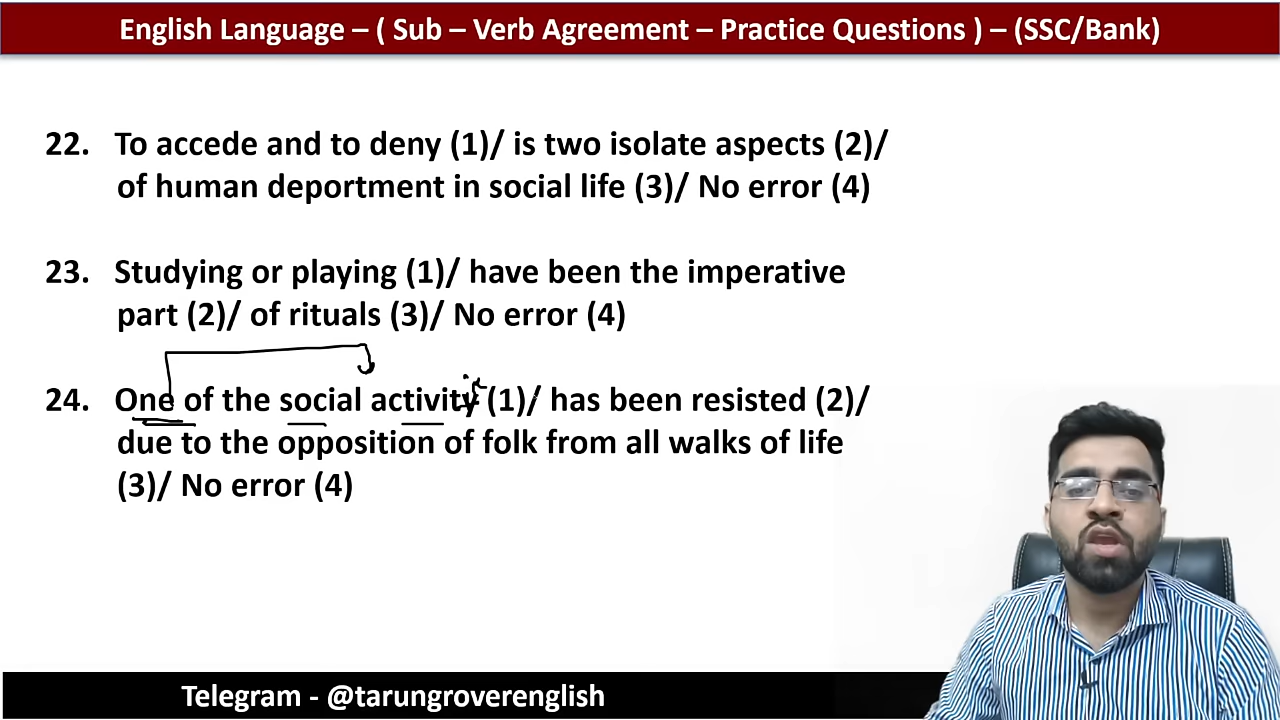 English Language – ( Sub – Verb Agreement – Practice Questions ) – (SSC/Bank)
22. To accede and to deny (1)/ is two isolate aspects (2)/
of human deportment in social life (3)/ No error (4)
23. Studying or playing (1)/ have been the imperative
part (2)/ of rituals (3)/ No error (4)
24. One of the social activity (1)/ has been resisted (2)/
due to the opposition of folk from all walks of life
(3)/ No error (4)
Telegram - @tarungroverenglish